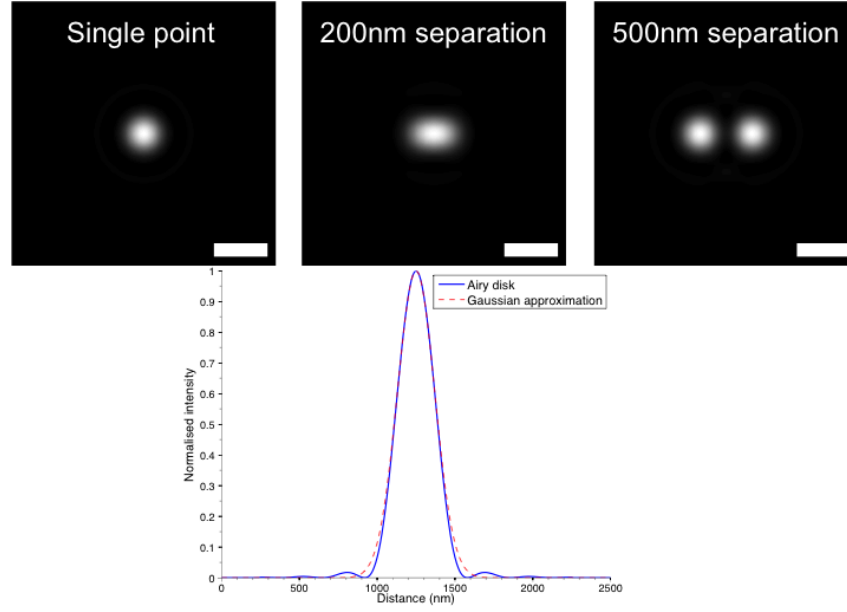 Single point
200nm separation
500nm separation
Airy disk
Gaussian approximation
Normalised intensity
1
0.9
0.8
0.7
0.6
0.5
0.4
0.3
0.2
0.1
0
0 500 1000 1500 2000 2500
Distance (nm)